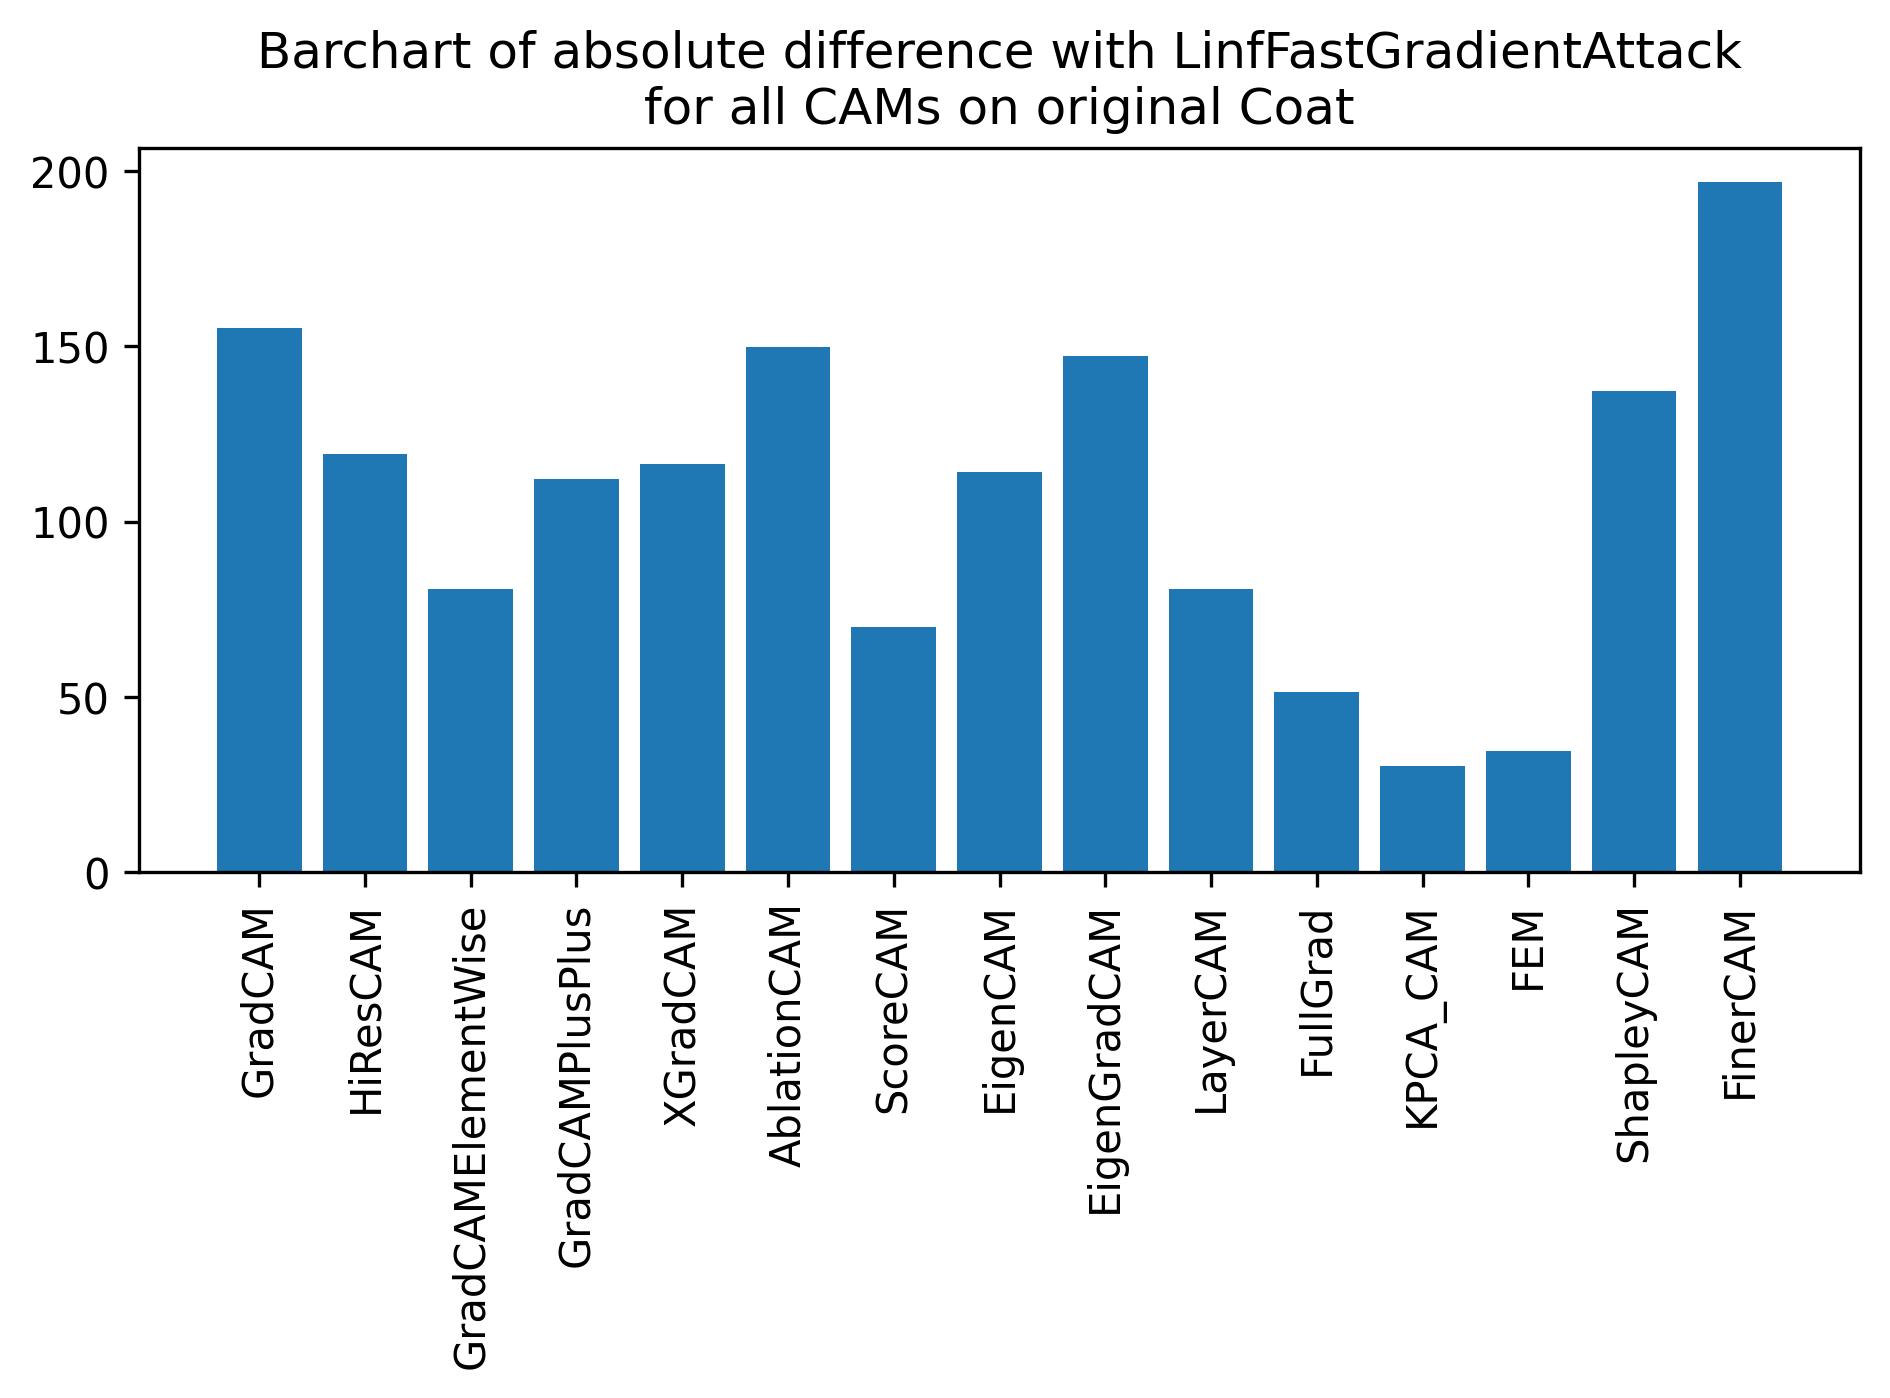 Barchart of absolute difference with LinfFastGradientAttack
for all CAMs on original Coat
200
150
100
50
0
GradCAM
HiResCAM
GradCAMElementWise
GradCAMPlusPlus
XGradCAM
AblationCAM
ScoreCAM
EigenCAM
EigenGradCAM
LayerCAM
FullGrad
KPCA_CAM
FEM
ShapleyCAM
FinerCAM